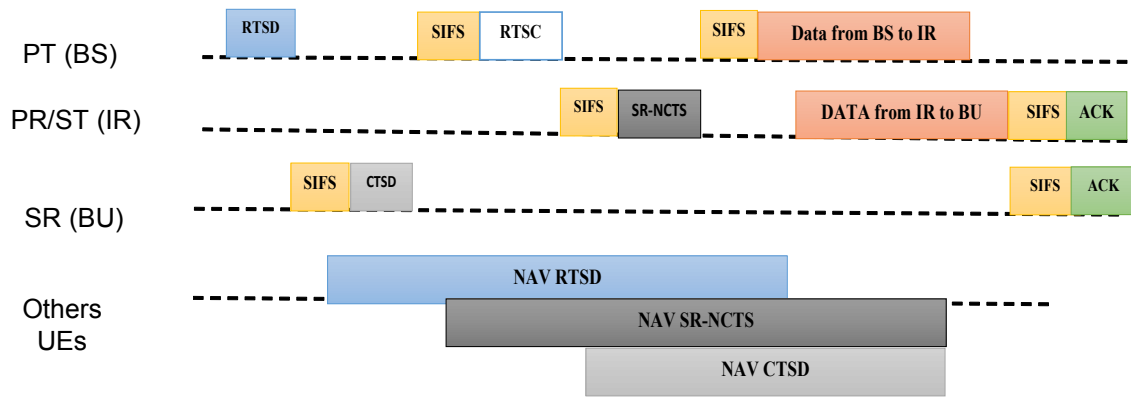 PT (BS)
RTSD
SIFS
RTSC
SIFS
Data from BS to IR
PR/ST (IR)
SIFS
SR-NCTS
DATA from IR to BU
SIFS
ACK
SR (BU)
SIFS
CTSD
SIFS
ACK
Others
UEs
NAV RTSD
NAV SR-NCTS
NAV CTSD